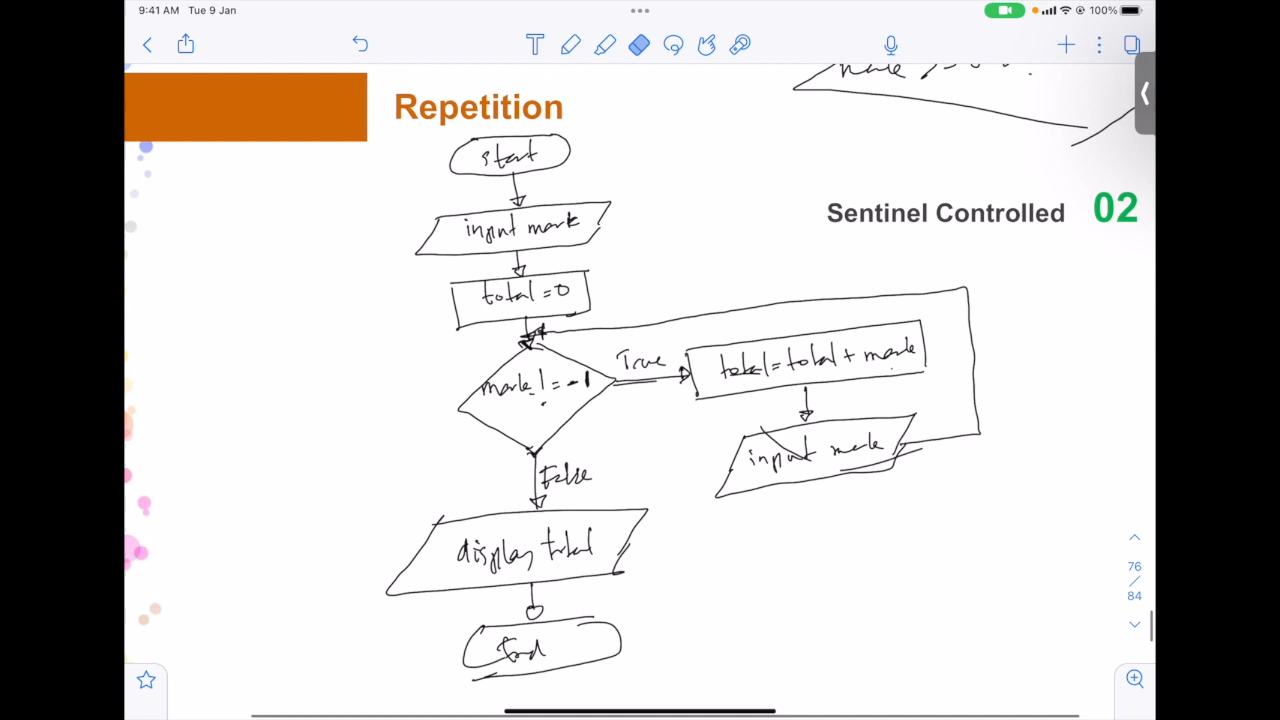 9:41 AM Tue 9 Jan
100%
Repetition
start
Sentinel Controlled 02
input mark
total = 0
mark != -1
True
total = total + mark
input mark
False
display total
End
76
/
84